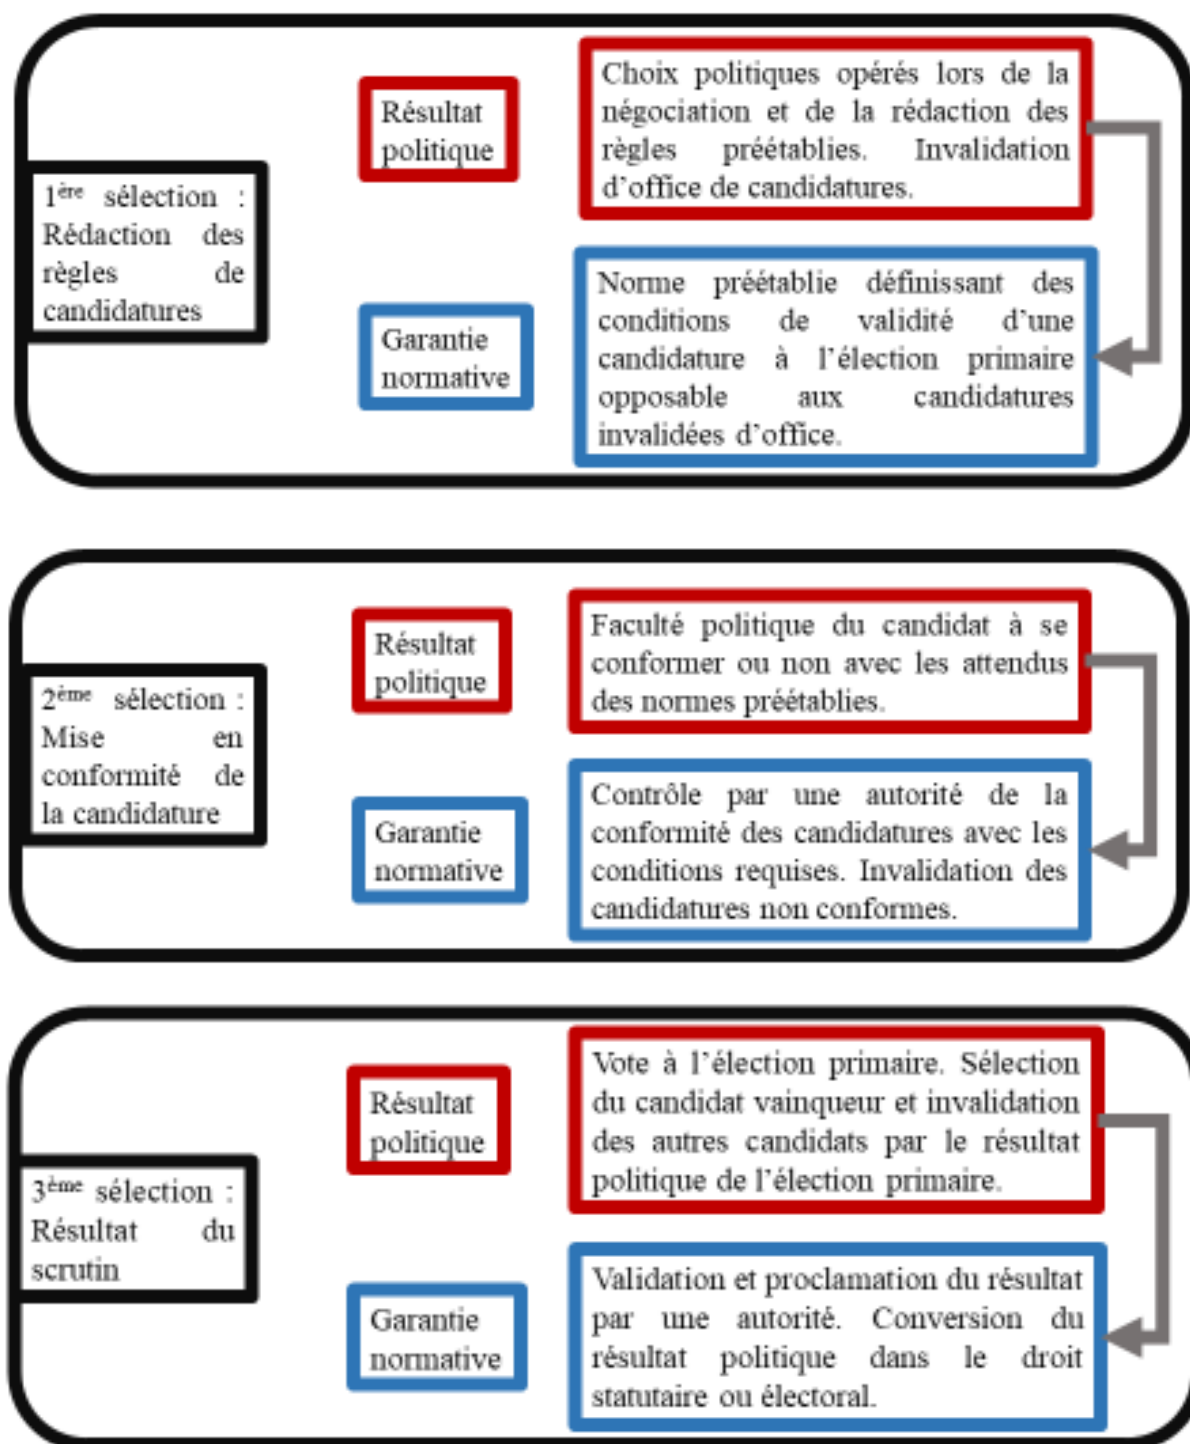 1ère sélection :
Rédaction des
règles de
candidatures
Résultat
politique
Choix politiques opérés lors de la
négociation et de la rédaction des
règles préétablies. Invalidation
d’office de candidatures.
Garantie
normative
Norme préétablie définissant des
conditions de validité d’une
candidature à l’élection primaire
opposable aux candidatures
invalidées d’office.
2ème sélection :
Mise en
conformité de
la candidature
Résultat
politique
Faculté politique du candidat à se
conformer ou non avec les attendus
des normes préétablies.
Garantie
normative
Contrôle par une autorité de la
conformité des candidatures avec les
conditions requises. Invalidation des
candidatures non conformes.
3ème sélection :
Résultat du
scrutin
Résultat
politique
Vote à l’élection primaire. Sélection
du candidat vainqueur et invalidation
des autres candidats par le résultat
politique de l’élection primaire.
Garantie
normative
Validation et proclamation du résultat
par une autorité. Conversion du
résultat politique dans le droit
statutaire ou électoral.